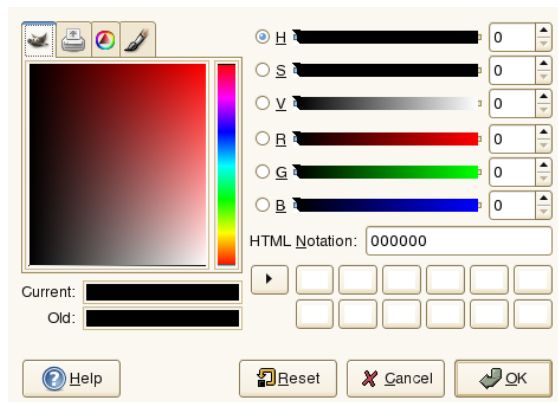 H 0
S 0
V 0
R 0
G 0
B 0
HTML Notation: 000000
Current:
Old:
Help Reset Cancel OK